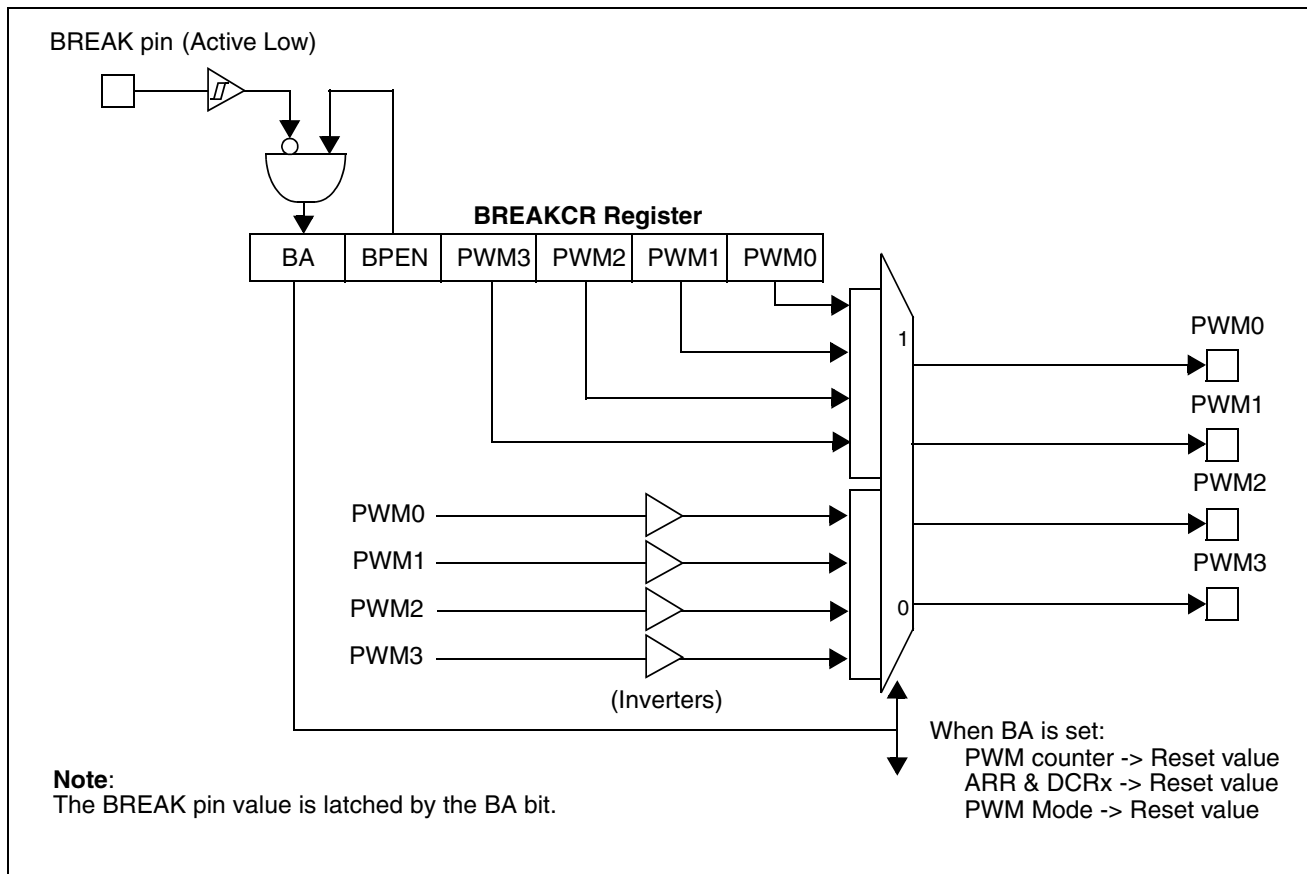 BREAK pin (Active Low)
BREAKCR Register
BA BPEN PWM3 PWM2 PWM1 PWM0
1
PWM0
PWM1
PWM2
PWM3
PWM0
PWM1
PWM2
PWM3
0
(Inverters)
When BA is set:
PWM counter -> Reset value
ARR & DCRx -> Reset value
PWM Mode -> Reset value
Note:
The BREAK pin value is latched by the BA bit.